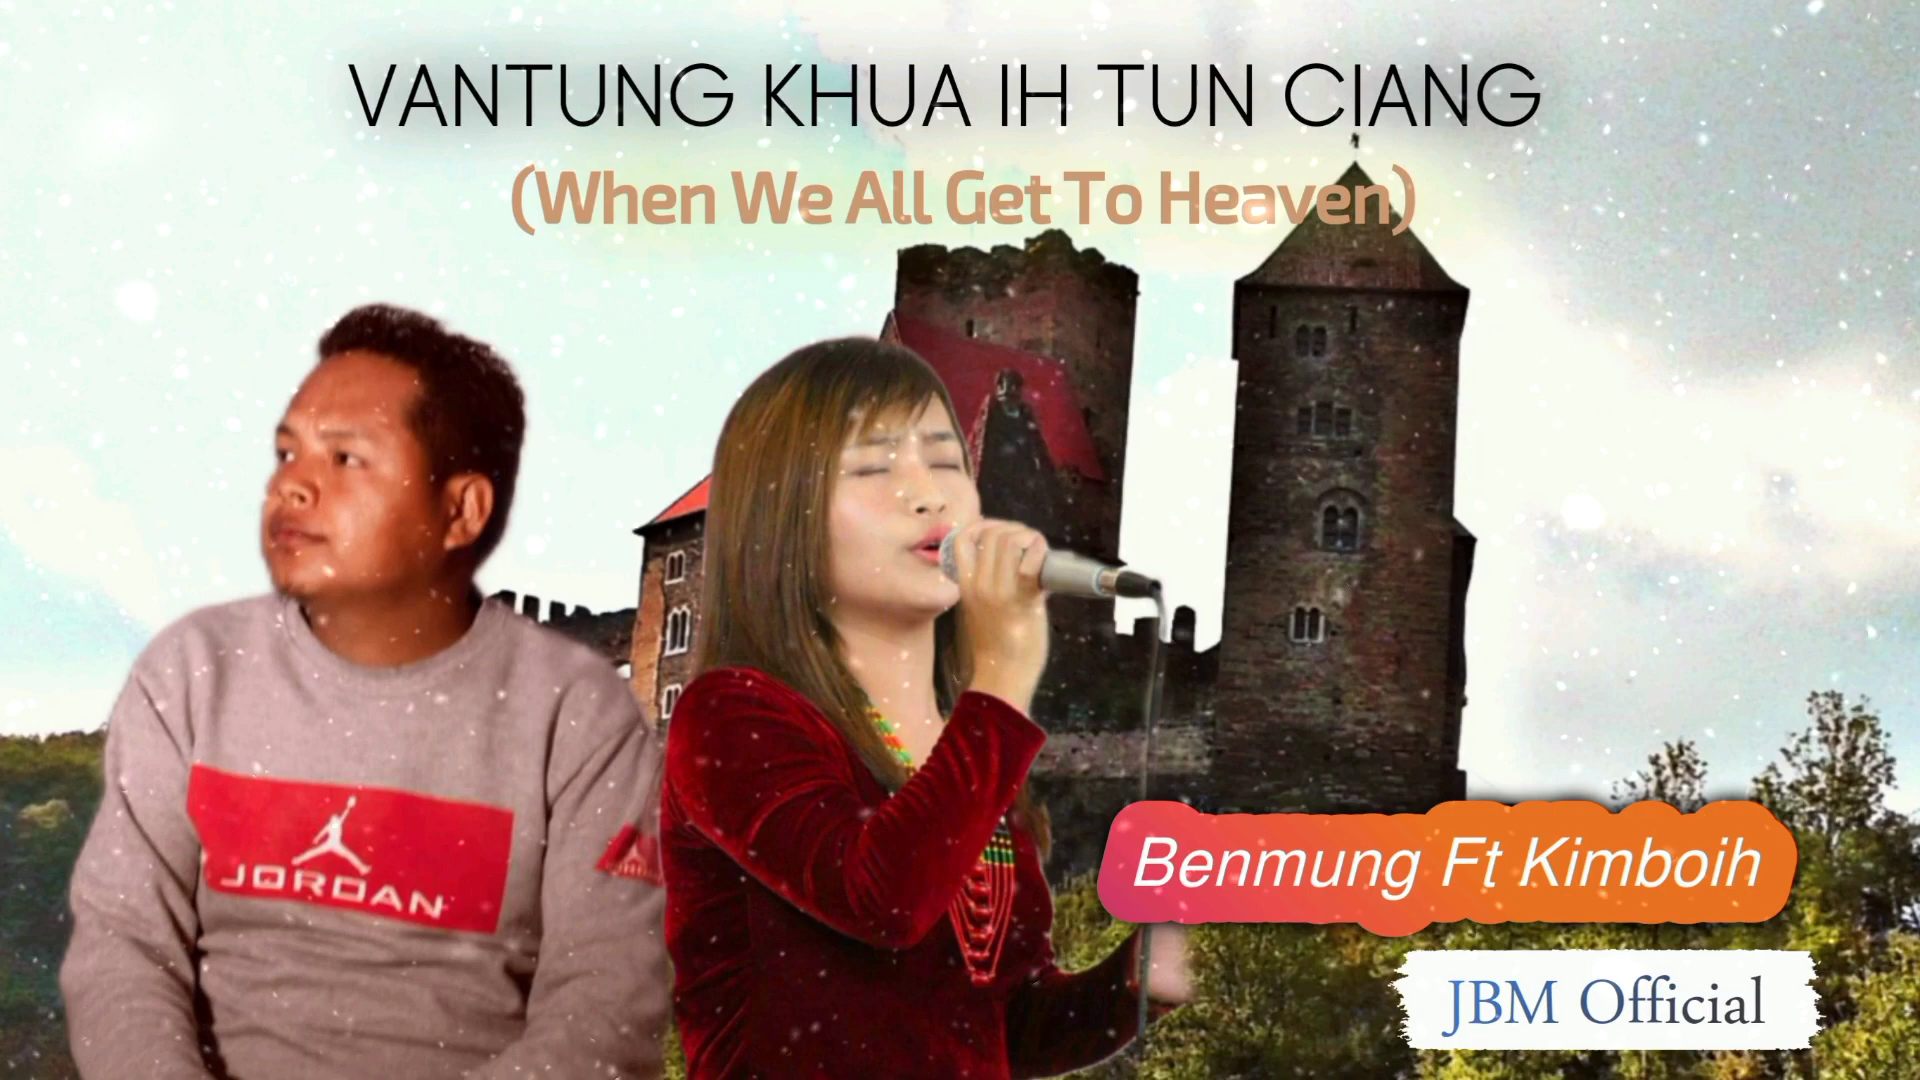 VANTUNG KHUA IH TUN CIANG
(When We All Get To Heaven)
JORDAN
Benmung Ft Kimboih
JBM Official